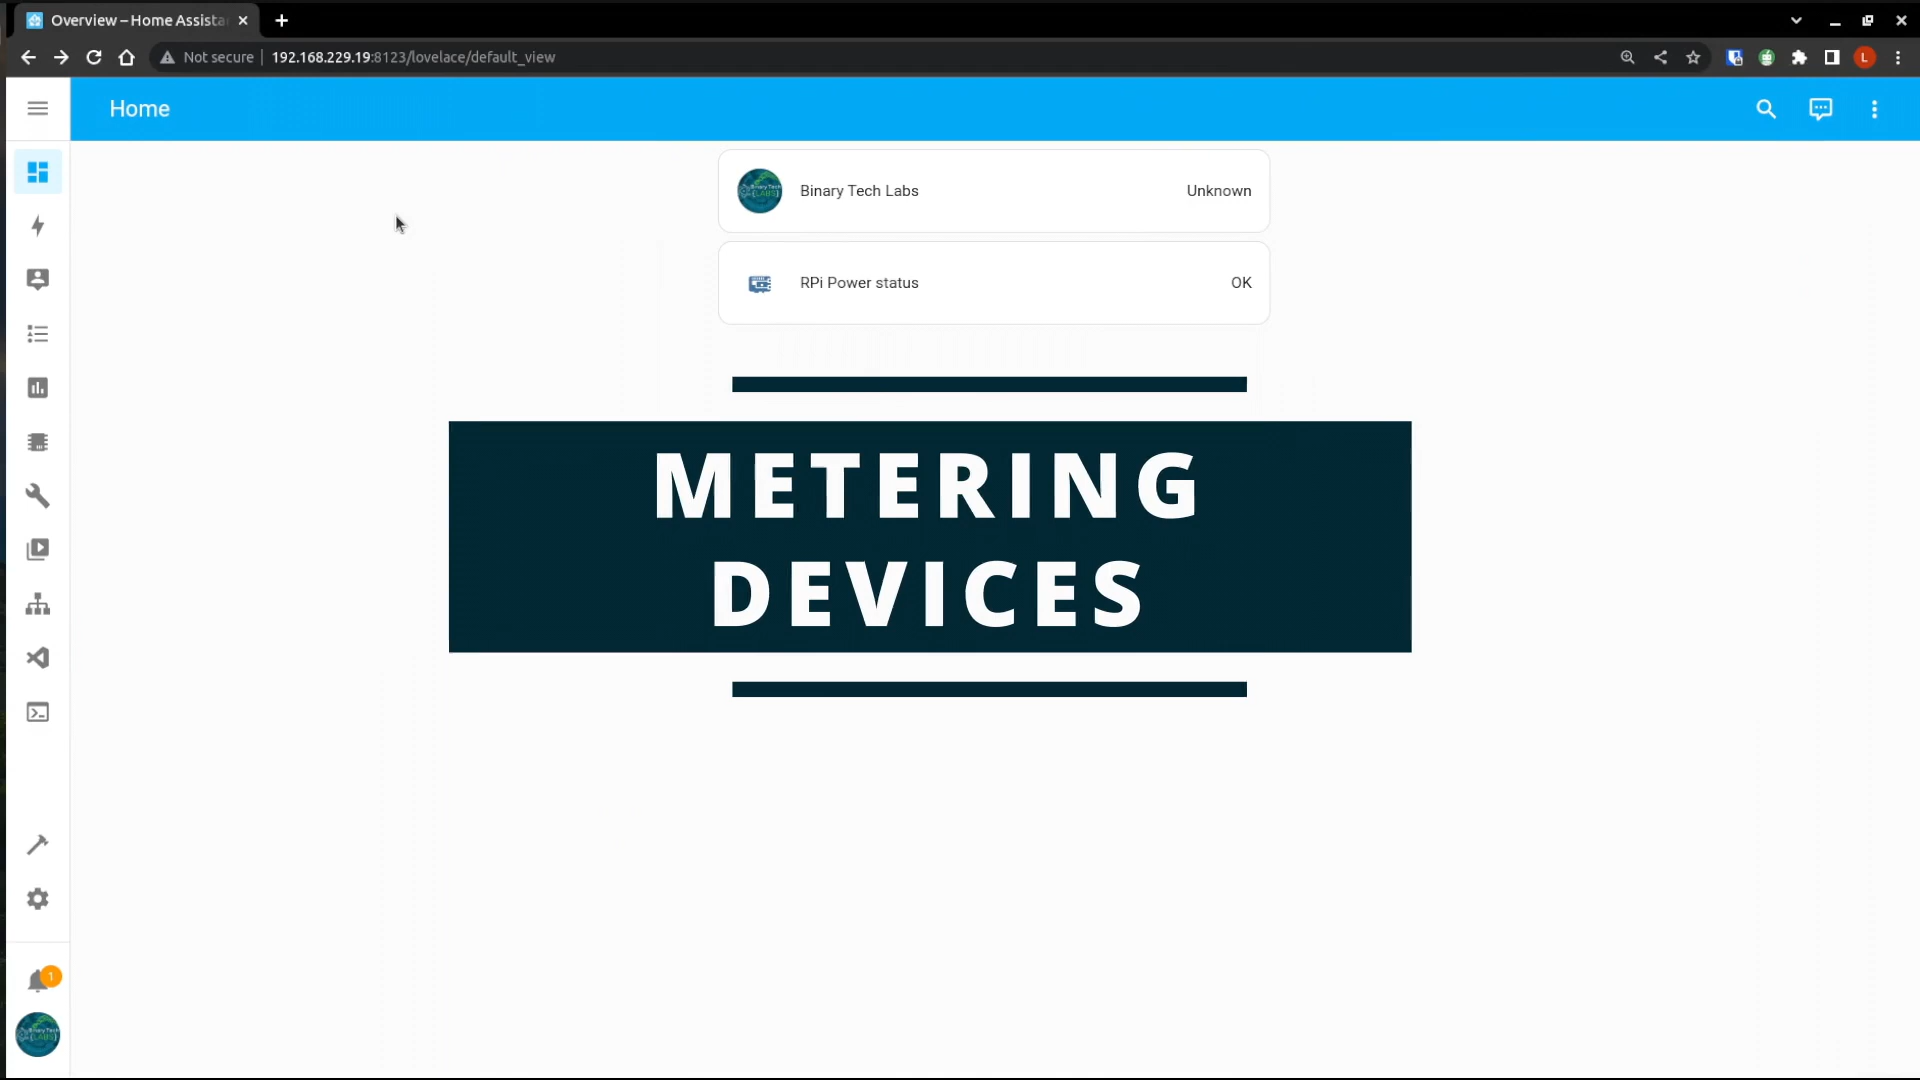 Overview – Home Assista
Not secure
192.168.229.19:8123/lovelace/default_view
L
Home
Binary Tech Labs
Unknown
RPi Power status
OK
METERING
DEVICES
1